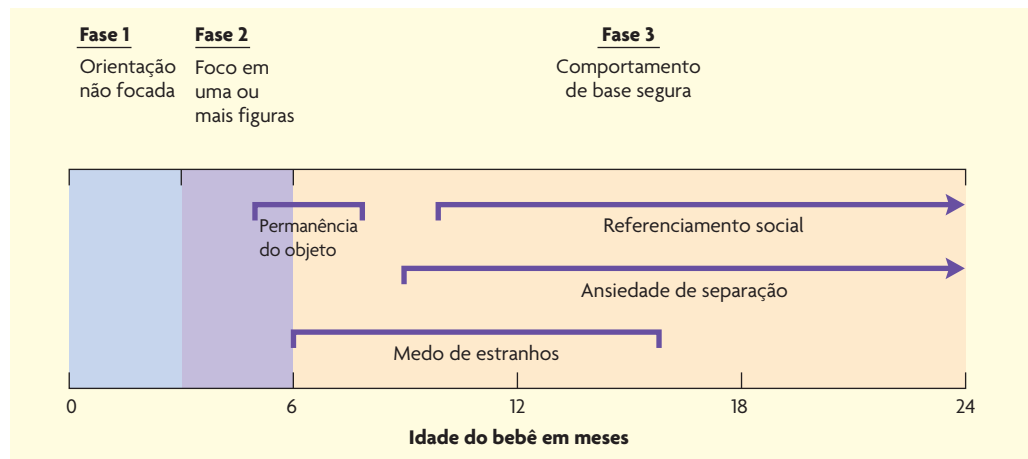 Fase 1
Orientação
não focada
Fase 2
Foco em
uma ou
mais figuras
Fase 3
Comportamento
de base segura
Permanência
do objeto
Referenciamento social
Ansiedade de separação
Medo de estranhos
0 6 12 18 24
Idade do bebê em meses